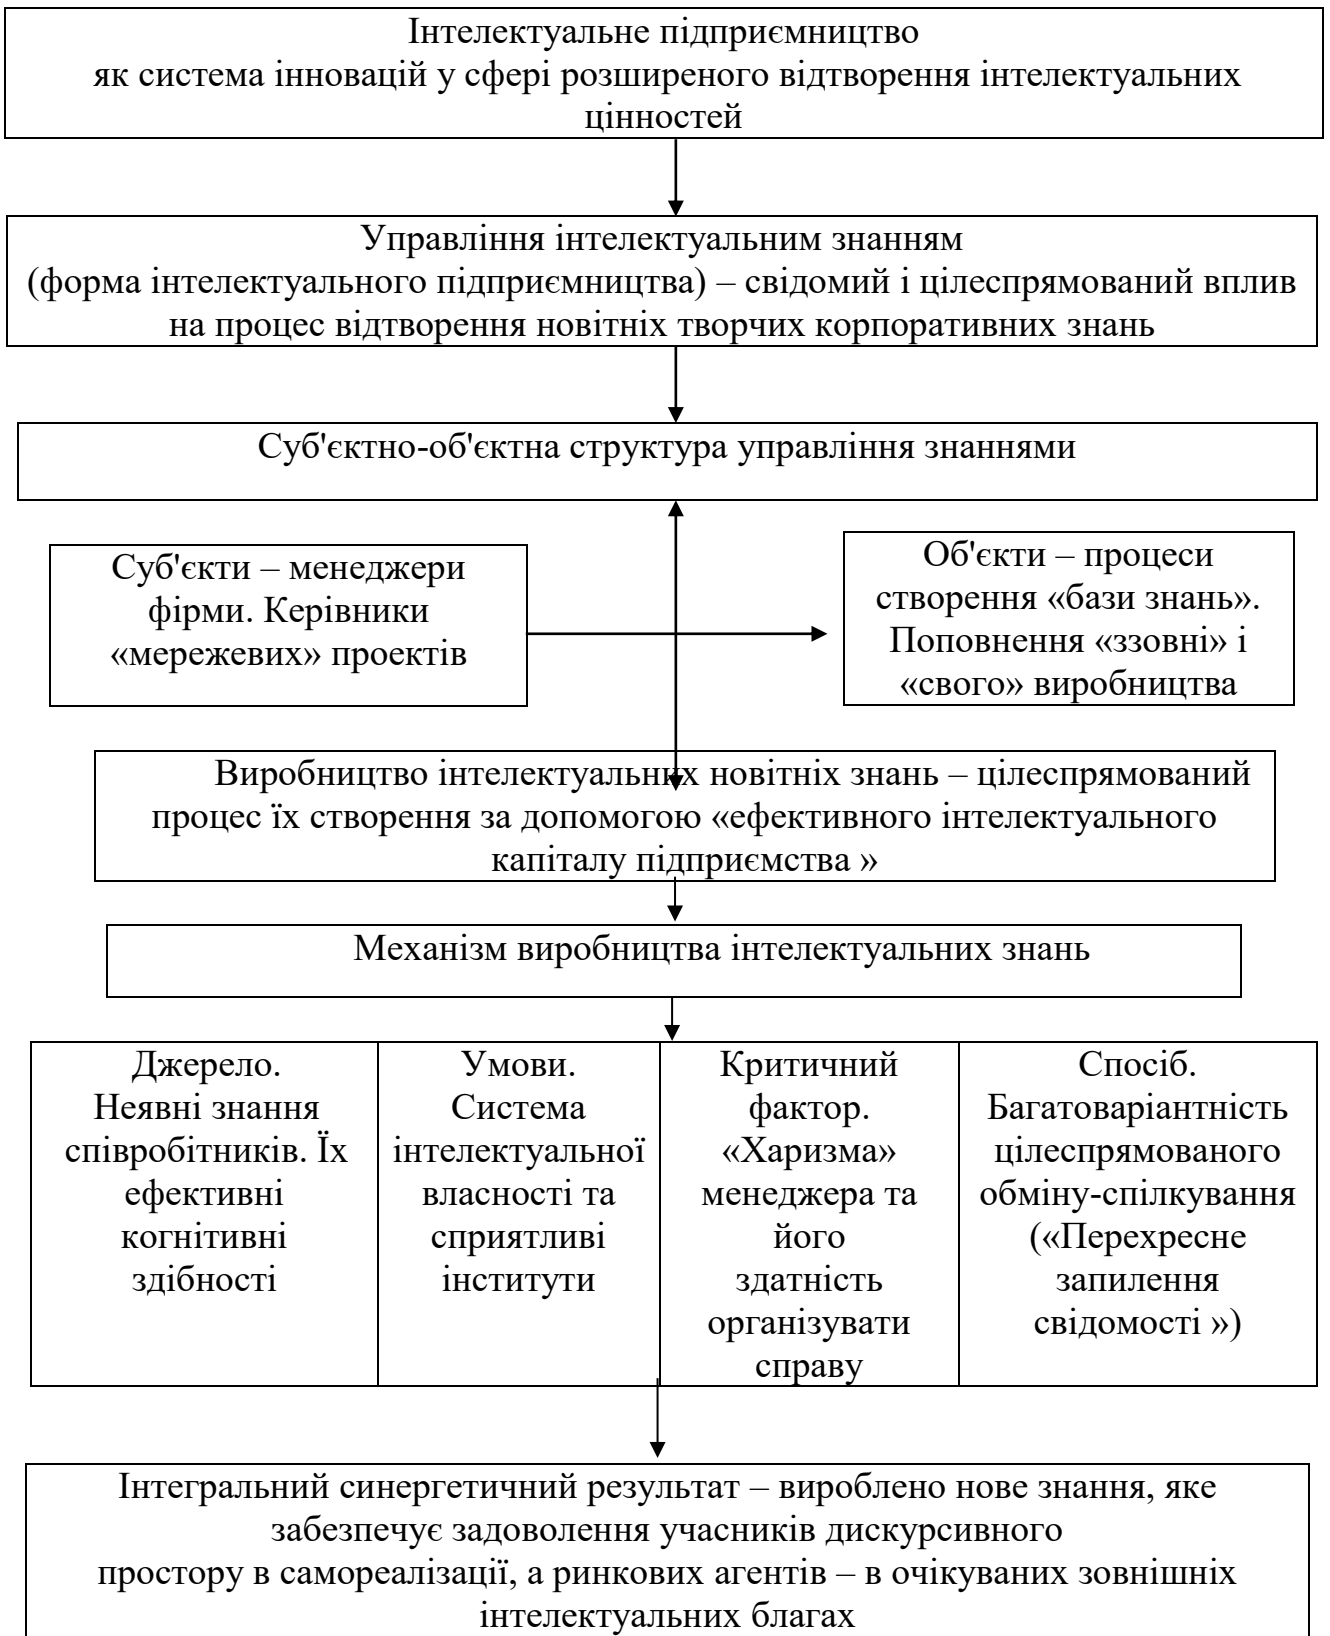 Інтелектуальне підприємництво
як система інновацій у сфері розширеного відтворення інтелектуальних
цінностей
Управління інтелектуальним знанням
(форма інтелектуального підприємництва) – свідомий і цілеспрямований вплив
на процес відтворення новітніх творчих корпоративних знань
Суб'єктно-об'єктна структура управління знаннями
Суб'єкти – менеджери
фірми. Керівники
«мережевих» проектів
Об'єкти – процеси
створення «бази знань».
Поповнення «ззовні» і
«свого» виробництва
Виробництво інтелектуальних новітніх знань – цілеспрямований
процес їх створення за допомогою «ефективного інтелектуального
капіталу підприємства »
Механізм виробництва інтелектуальних знань
Джерело.
Неявні знання
співробітників. Їх
ефективні
когнітивні
здібності
Умови.
Система
інтелектуальної
власності та
сприятливі
інститути
Критичний
фактор.
«Харизма»
менеджера та
його
здатність
організувати
справу
Спосіб.
Багатоваріантність
цілеспрямованого
обміну-спілкування
(«Перехресне
запилення
свідомості »)
Інтегральний синергетичний результат – вироблено нове знання, яке
забезпечує задоволення учасників дискурсивного
простору в самореалізації, а ринкових агентів – в очікуваних зовнішніх
інтелектуальних благах